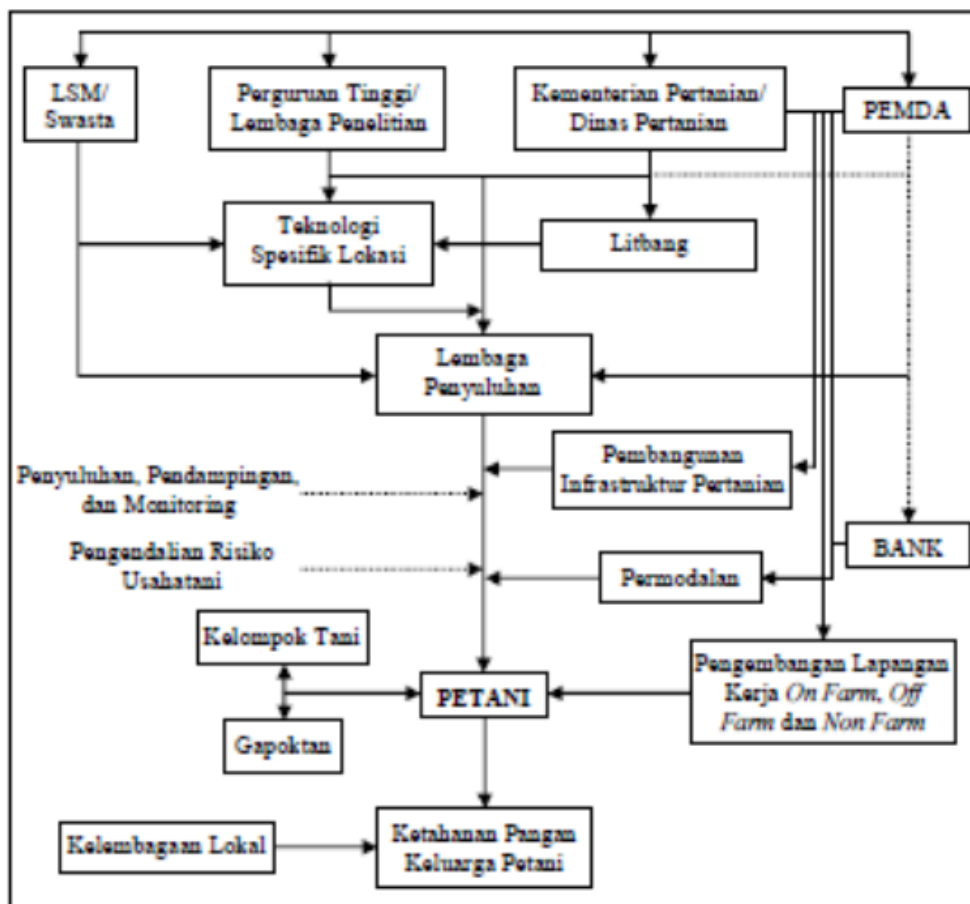 LSM/
Swasta
Perguruan Tinggi/
Lembaga Penelitian
Kementerian Pertanian/
Dinas Pertanian
PEMDA
Teknologi
Spesifik Lokasi
Litbang
Lembaga
Penyuluhan
Penyuluhan, Pendampingan,
dan Monitoring
Pembangunan
Infrastruktur Pertanian
BANK
Pengendalian Risiko
Usahatani
Permodalan
Kelompok Tani
Pengembangan Lapangan
Kerja On Farm, Off
Farm dan Non Farm
PETANI
Gapoktan
Kelembagaan Lokal
Ketahanan Pangan
Keluarga Petani